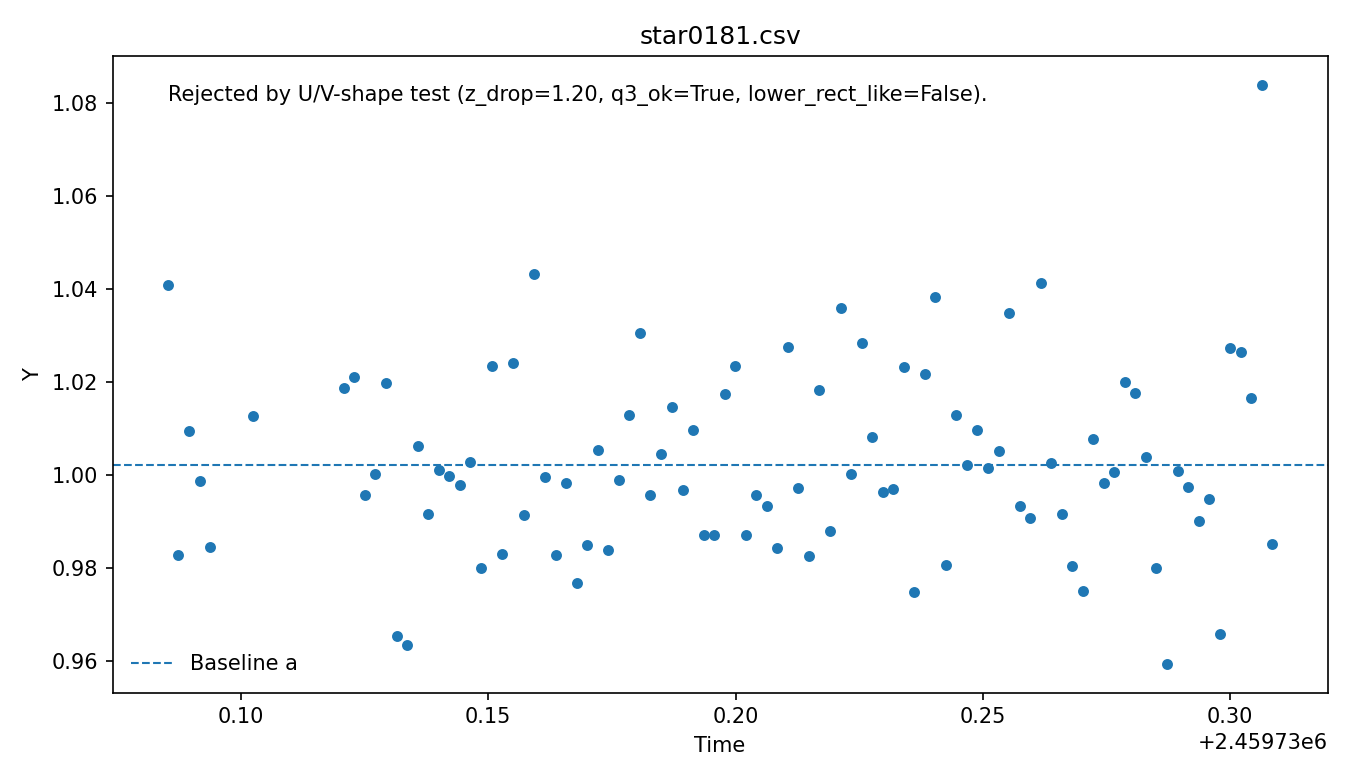 star0181.csv
Rejected by U/V-shape test (z_drop=1.20, q3_ok=True, lower_rect_like=False).
1.08
1.06
1.04
1.02
1.00
0.98
0.96
Y
Baseline a
0.10 0.15 0.20 0.25 0.30
Time
+2.45973e6